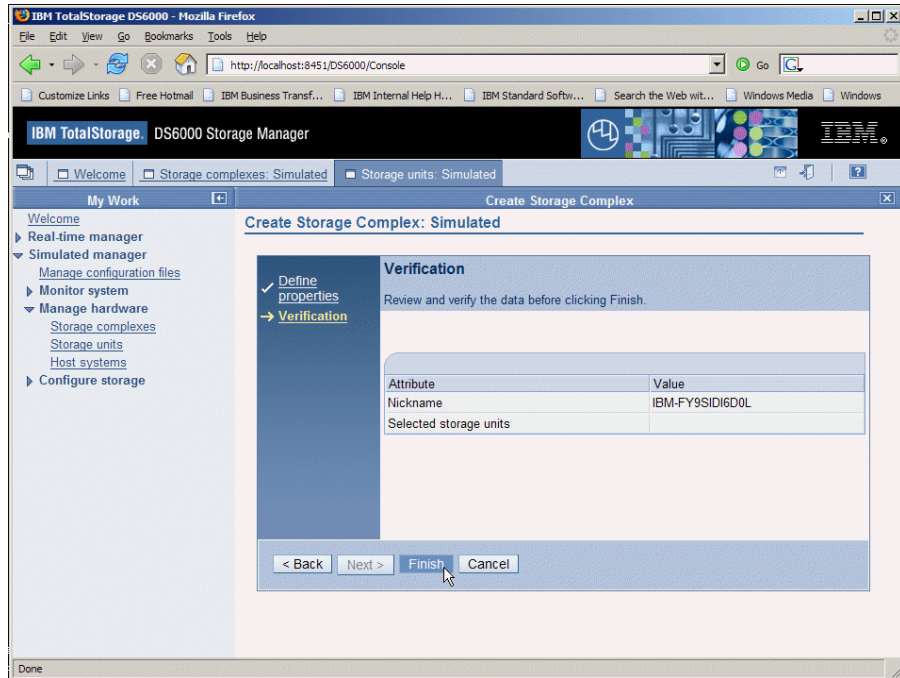 IBM TotalStorage DS6000 - Mozilla Firefox
File Edit View Go Bookmarks Tools Help
http://localhost:8451/DS6000/Console Go G
Customize Links Free Hotmail IBM Business Transf... IBM Internal Help H... IBM Standard Softw... Search the Web wit... Windows Media Windows
IBM TotalStorage. DS6000 Storage Manager IBM®
Welcome Storage complexes: Simulated Storage units: Simulated ?
My Work Create Storage Complex
Welcome
Real-time manager
Simulated manager
Manage configuration files
Monitor system
Manage hardware
Storage complexes
Storage units
Host systems
Configure storage
Create Storage Complex: Simulated
Define
properties
Verification
Verification
Review and verify the data before clicking Finish.
Attribute Value
Nickname IBM-FY9SIDI6D0L
Selected storage units
< Back Next > Finish Cancel
Done